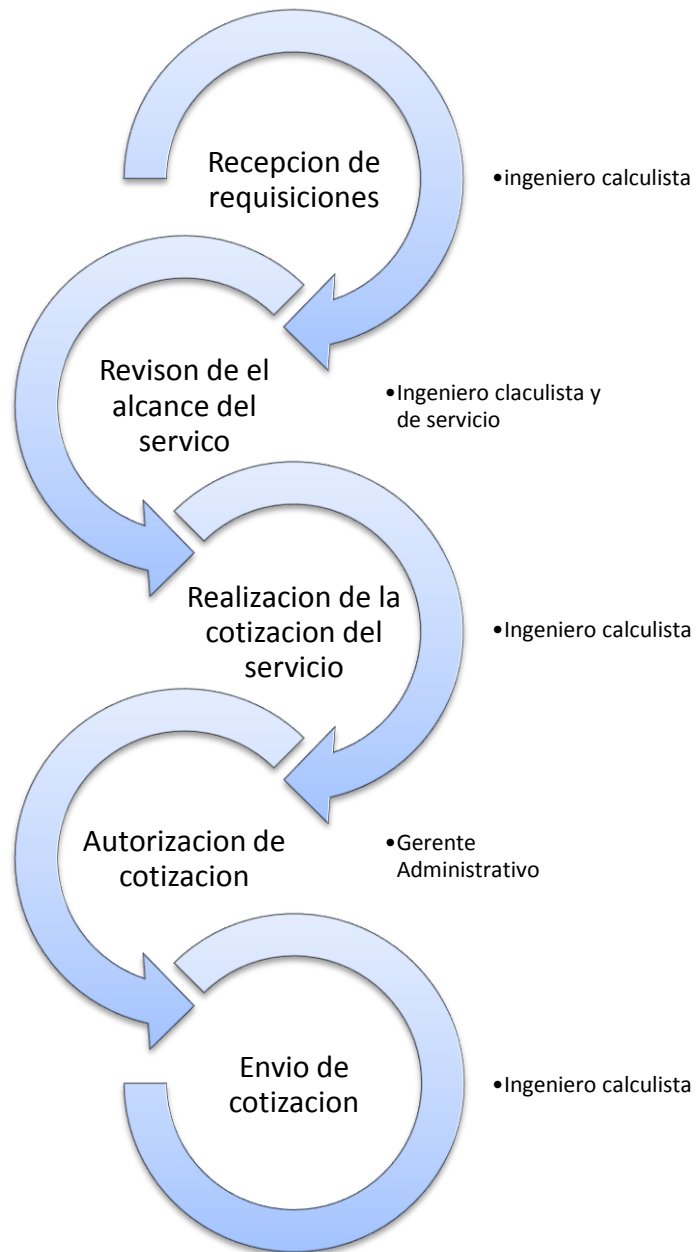 Recepcion de
requisiciones
•ingeniero calculista
Revison de el
alcance del
servico
•Ingeniero claculista y
de servicio
Realizacion de la
cotizacion del
servicio
•Ingeniero calculista
Autorizacion de
cotizacion
•Gerente
Administrativo
Envio de
cotizacion
•Ingeniero calculista